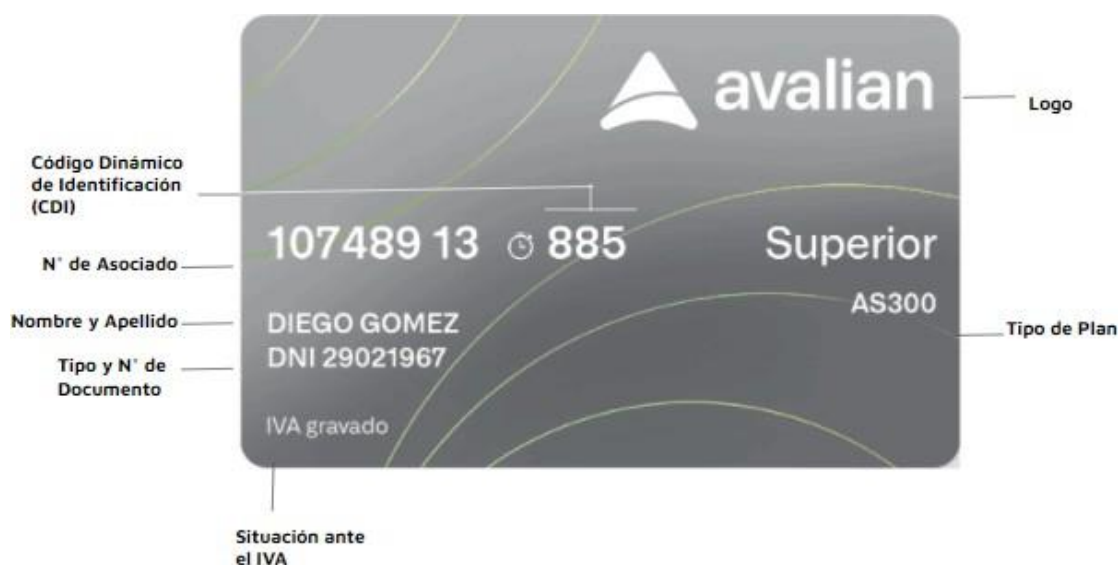 avalian
Logo
Código Dinámico
de Identificación
(CDI)
107489 13 885
Superior
N° de Asociado
AS300
Nombre y Apellido
DIEGO GOMEZ
Tipo de Plan
Tipo y N° de
Documento
DNI 29021967
IVA gravado
Situación ante
el IVA